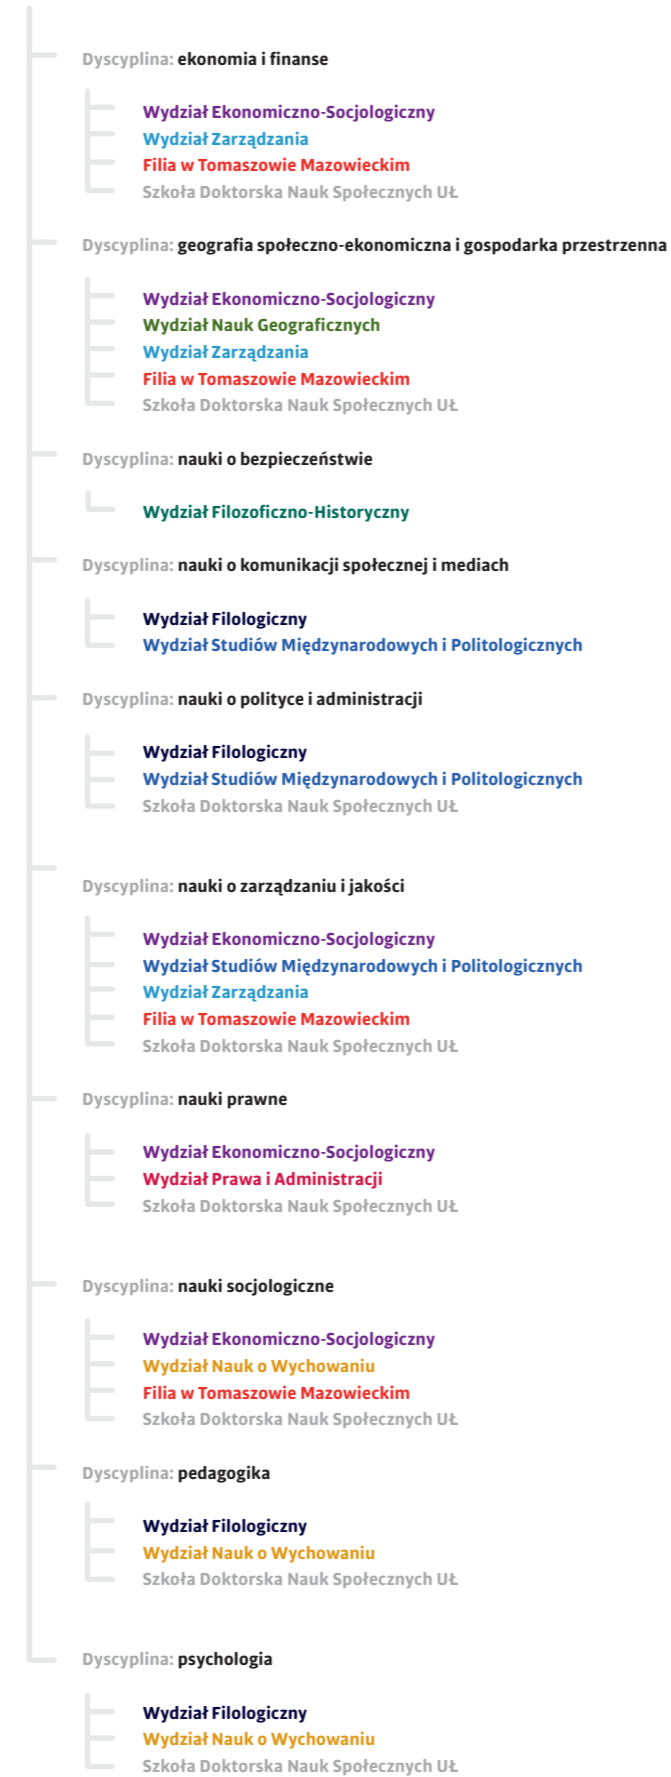 Dyscyplina: ekonomia i finanse
Wydział Ekonomiczno-Socjologiczny
Wydział Zarządzania
Filia w Tomaszowie Mazowieckim
Szkoła Doktorska Nauk Społecznych UŁ
Dyscyplina: geografia społeczno-ekonomiczna i gospodarka przestrzenna
Wydział Ekonomiczno-Socjologiczny
Wydział Nauk Geograficznych
Wydział Zarządzania
Filia w Tomaszowie Mazowieckim
Szkoła Doktorska Nauk Społecznych UŁ
Dyscyplina: nauki o bezpieczeństwie
Wydział Filozoficzno-Historyczny
Dyscyplina: nauki o komunikacji społecznej i mediach
Wydział Filologiczny
Wydział Studiów Międzynarodowych i Politologicznych
Dyscyplina: nauki o polityce i administracji
Wydział Filologiczny
Wydział Studiów Międzynarodowych i Politologicznych
Szkoła Doktorska Nauk Społecznych UŁ
Dyscyplina: nauki o zarządzaniu i jakości
Wydział Ekonomiczno-Socjologiczny
Wydział Studiów Międzynarodowych i Politologicznych
Wydział Zarządzania
Filia w Tomaszowie Mazowieckim
Szkoła Doktorska Nauk Społecznych UŁ
Dyscyplina: nauki prawne
Wydział Ekonomiczno-Socjologiczny
Wydział Prawa i Administracji
Szkoła Doktorska Nauk Społecznych UŁ
Dyscyplina: nauki socjologiczne
Wydział Ekonomiczno-Socjologiczny
Wydział Nauk o Wychowaniu
Filia w Tomaszowie Mazowieckim
Szkoła Doktorska Nauk Społecznych UŁ
Dyscyplina: pedagogika
Wydział Filologiczny
Wydział Nauk o Wychowaniu
Szkoła Doktorska Nauk Społecznych UŁ
Dyscyplina: psychologia
Wydział Filologiczny
Wydział Nauk o Wychowaniu
Szkoła Doktorska Nauk Społecznych UŁ